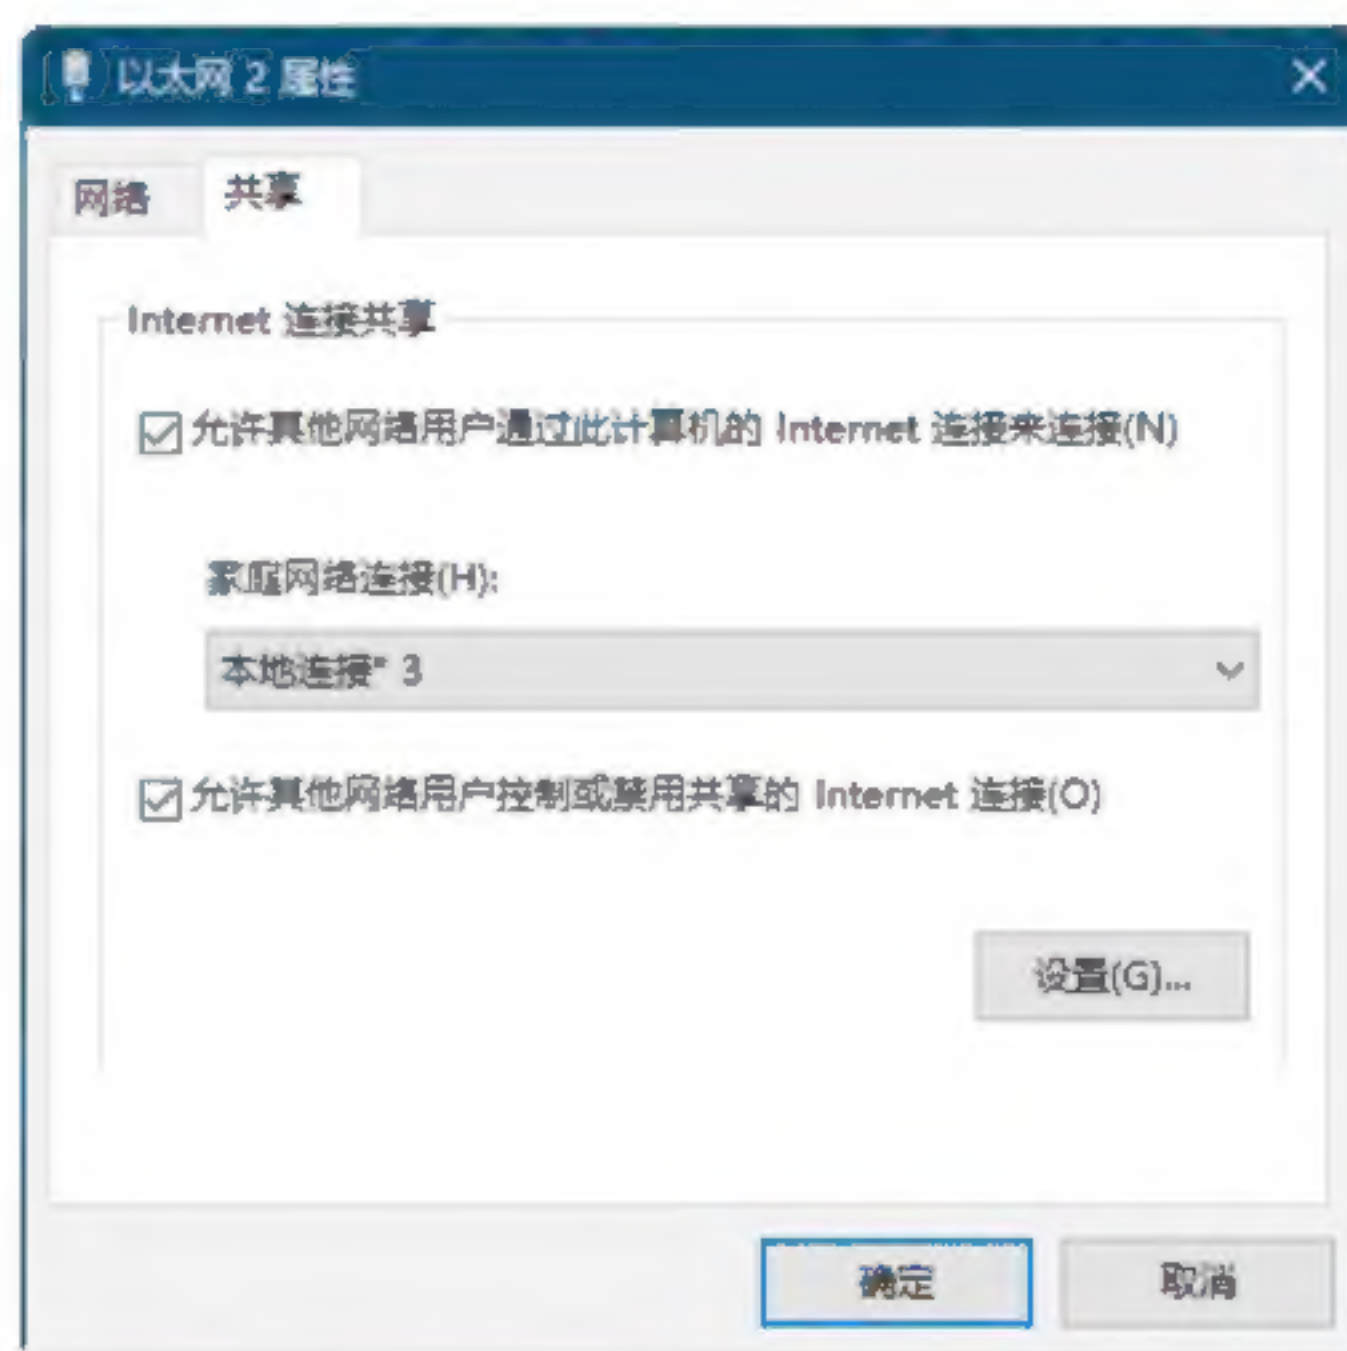 以太网 2 属性
网络 共享
Internet 连接共享
允许其他网络用户通过此计算机的 Internet 连接来连接(N)
家庭网络连接(H):
本地连接* 3
允许其他网络用户控制或禁用共享的 Internet 连接(O)
设置(G)...
确定 取消